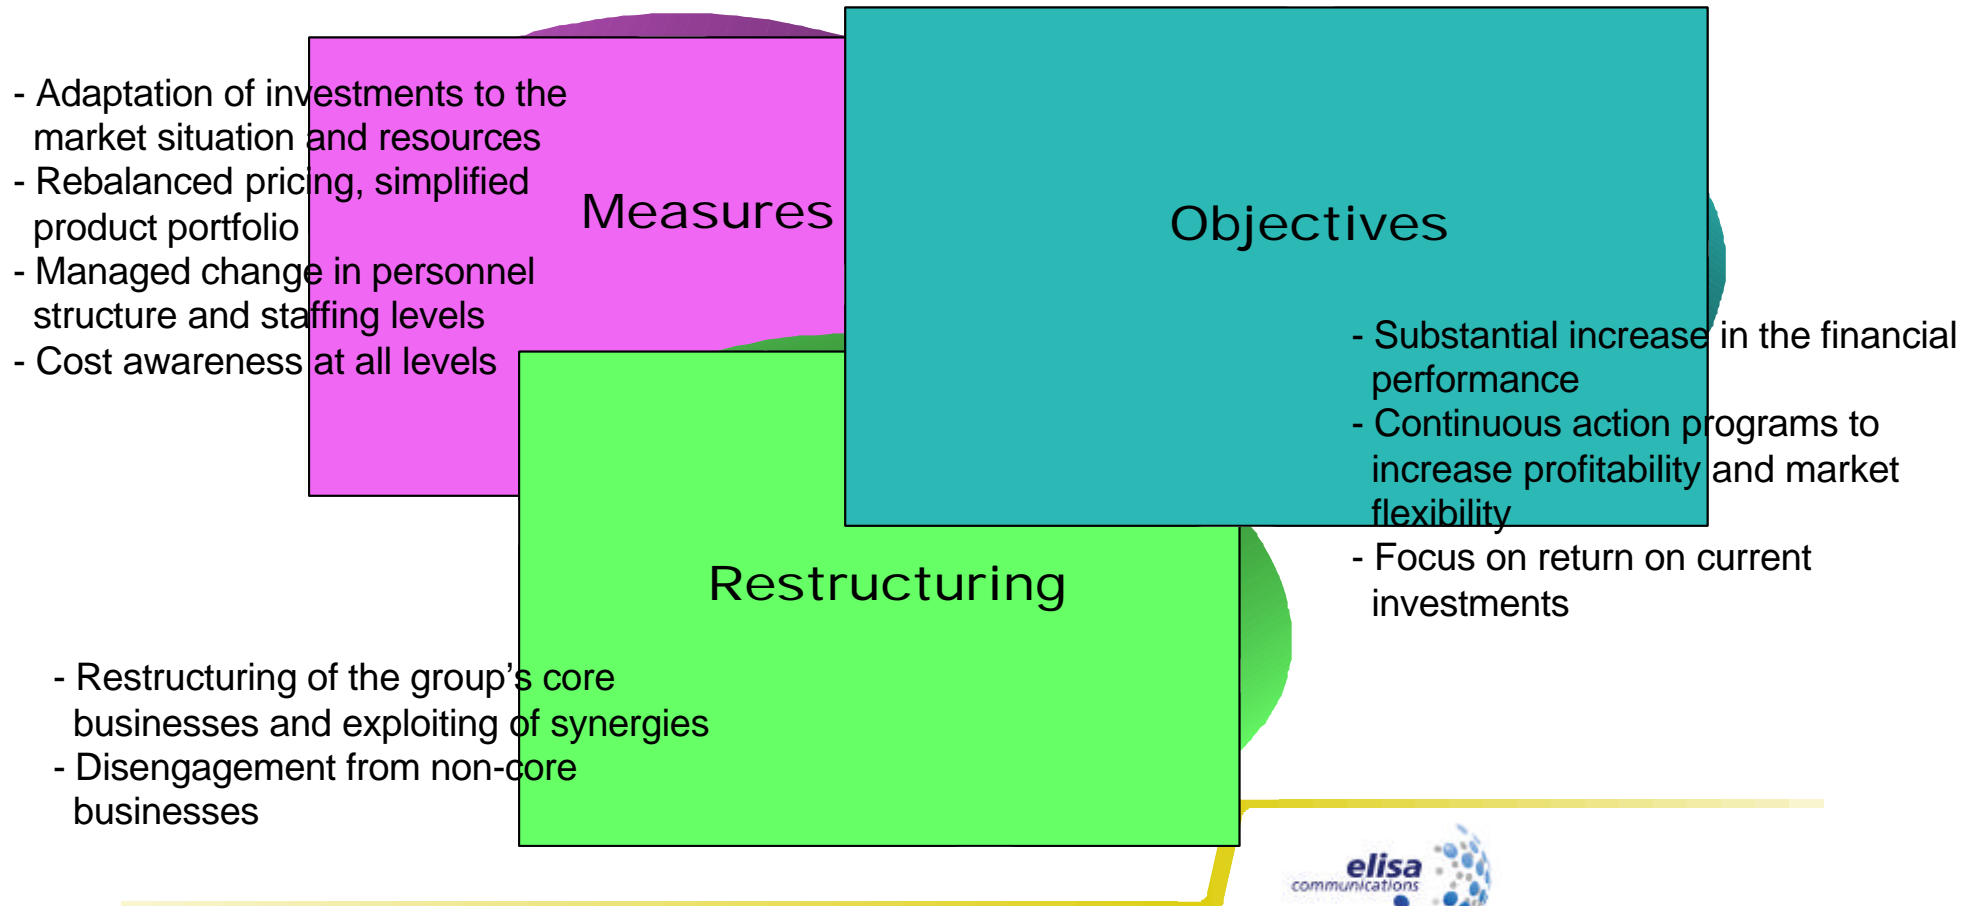 - Adaptation of investments to the
market situation and resources
- Rebalanced pricing, simplified
product portfolio
- Managed change in personnel
structure and staffing levels
- Cost awareness at all levels
Measures
Objectives
- Substantial increase in the financial
performance
- Continuous action programs to
increase profitability and market
flexibility
- Focus on return on current
investments
Restructuring
- Restructuring of the group’s core
businesses and exploiting of synergies
- Disengagement from non-core
businesses
elisa
communications